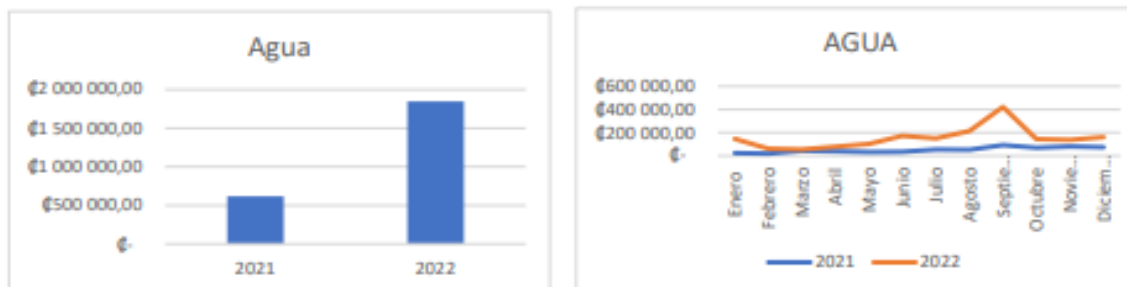 Agua
₡2 000 000,00
₡1 500 000,00
₡1 000 000,00
₡500 000,00
₡-
2021
2022
AGUA
₡600 000,00
₡400 000,00
₡200 000,00
₡-
Enero
Febrero
Marzo
Abril
Mayo
Junio
Julio
Agosto
Septie...
Octubre
Novie...
Diciem...
2021
2022